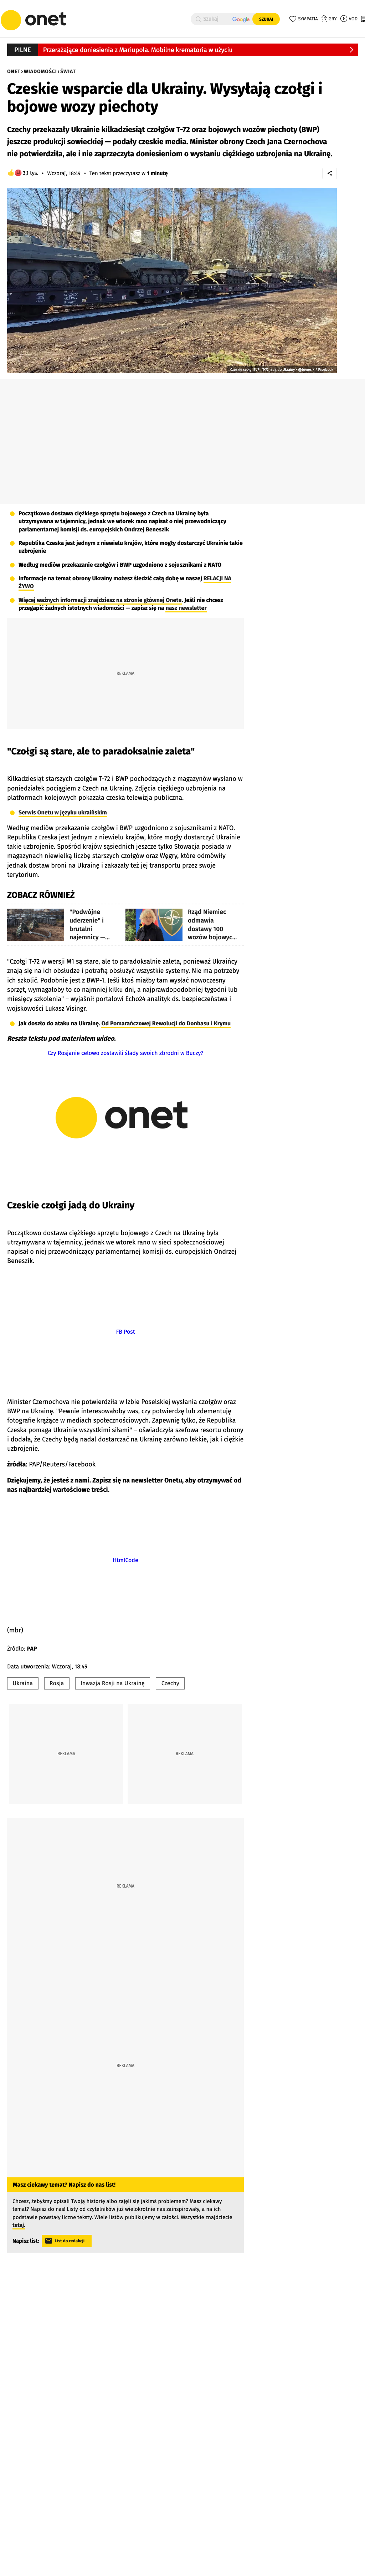 onet
Szukaj
Google
SZUKAJ
SYMPATIA
GRY
VOD
PILNE
Przerażające doniesienia z Mariupola. Mobilne krematoria w użyciu
ONET > WIADOMOŚCI > ŚWIAT
Czeskie wsparcie dla Ukrainy. Wysyłają czołgi i
bojowe wozy piechoty
Czechy przekazały Ukrainie kilkadziesiąt czołgów T-72 oraz bojowych wozów piechoty (BWP)
jeszcze produkcji sowieckiej — podały czeskie media. Minister obrony Czech Jana Czernochova
nie potwierdziła, ale i nie zaprzeczyła doniesieniom o wysłaniu ciężkiego uzbrojenia na Ukrainę.
3,1 tys. • Wczoraj, 18:49 • Ten tekst przeczytasz w 1 minutę
Czeskie czołgi BWP i T-72 jadą do Ukrainy - @benesik / Facebook
Początkowo dostawa ciężkiego sprzętu bojowego z Czech na Ukrainę była
utrzymywana w tajemnicy, jednak we wtorek rano napisał o niej przewodniczący
parlamentarnej komisji ds. europejskich Ondrzej Beneszik
Republika Czeska jest jednym z niewielu krajów, które mogły dostarczyć Ukrainie takie
uzbrojenie
Według mediów przekazanie czołgów i BWP uzgodniono z sojusznikami z NATO
Informacje na temat obrony Ukrainy możesz śledzić całą dobę w naszej RELACJI NA
ŻYWO
Więcej ważnych informacji znajdziesz na stronie głównej Onetu. Jeśli nie chcesz
przegapić żadnych istotnych wiadomości — zapisz się na nasz newsletter
REKLAMA
"Czołgi są stare, ale to paradoksalnie zaleta"
Kilkadziesiąt starszych czołgów T-72 i BWP pochodzących z magazynów wysłano w
poniedziałek pociągiem z Czech na Ukrainę. Zdjęcia ciężkiego uzbrojenia na
platformach kolejowych pokazała czeska telewizja publiczna.
Serwis Onetu w języku ukraińskim
Według mediów przekazanie czołgów i BWP uzgodniono z sojusznikami z NATO.
Republika Czeska jest jednym z niewielu krajów, które mogły dostarczyć Ukrainie
takie uzbrojenie. Spośród krajów regionu jeszcze tylko Słowacja posiada w
magazynach niewielką liczbę starszych czołgów oraz Węgry, które odmówiły
jednak dostaw broni na Ukrainę i zakazały też jej transportu przez swoje
terytorium.
ZOBACZ RÓWNIEŻ
"Podwójne
uderzenie" i
brutalni
najemnicy —...
Rząd Niemiec
odmawia
dostawy 100
wozów bojowyc...
"Czołgi T-72 w wersji M1 są stare, ale to paradoksalnie zaleta, ponieważ Ukraińcy
znają się na ich obsłudze i potrafią obsłużyć wszystkie systemy. Nie ma potrzeby
ich szkolić. Podobnie jest z BWP-1. Jeśli ktoś miałby tam wysłać nowoczesny
sprzęt, wymagałoby to co najmniej kilku dni, a najprawdopodobniej tygodni lub
miesięcy szkolenia" – wyjaśnił portalowi Echo24 analityk ds. bezpieczeństwa i
wojskowości Lukasz Visingr.
Jak doszło do ataku na Ukrainę. Od Pomarańczowej Rewolucji do Donbasu i Krymu
Reszta tekstu pod materiałem wideo.
Czy Rosjanie celowo zostawili ślady swoich zbrodni w Buczy?
onet
Czeskie czołgi jadą do Ukrainy
Początkowo dostawa ciężkiego sprzętu bojowego z Czech na Ukrainę była
utrzymywana w tajemnicy, jednak we wtorek rano w sieci społecznościowej
napisał o niej przewodniczący parlamentarnej komisji ds. europejskich Ondrzej
Beneszik.
FB Post
Minister Czernochova nie potwierdziła w Izbie Poselskiej wysłania czołgów oraz
BWP na Ukrainę. "Pewnie interesowałoby was, czy potwierdzę lub zdementuję
fotografie krążące w mediach społecznościowych. Zapewnię tylko, że Republika
Czeska pomaga Ukrainie wszystkimi siłami" – oświadczyła szefowa resortu obrony
i dodała, że Czechy będą nadal dostarczać na Ukrainę zarówno lekkie, jak i ciężkie
uzbrojenie.
źródła: PAP/Reuters/Facebook
Dziękujemy, że jesteś z nami. Zapisz się na newsletter Onetu, aby otrzymywać od
nas najbardziej wartościowe treści.
HtmlCode
(mbr)
Źródło: PAP
Data utworzenia: Wczoraj, 18:49
Ukraina
Rosja
Inwazja Rosji na Ukrainę
Czechy
REKLAMA
REKLAMA
REKLAMA
REKLAMA
Masz ciekawy temat? Napisz do nas list!
Chcesz, żebyśmy opisali Twoją historię albo zajęli się jakimś problemem? Masz ciekawy
temat? Napisz do nas! Listy od czytelników już wielokrotnie nas zainspirowały, a na ich
podstawie powstały liczne teksty. Wiele listów publikujemy w całości. Wszystkie znajdziecie
tutaj.
Napisz list:
List do redakcji